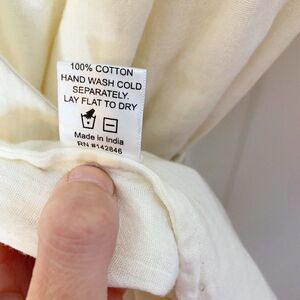 100% COTTON
HAND WASH COLD
SEPARATELY.
LAY FLAT TO DRY
Made in India
RN #142846